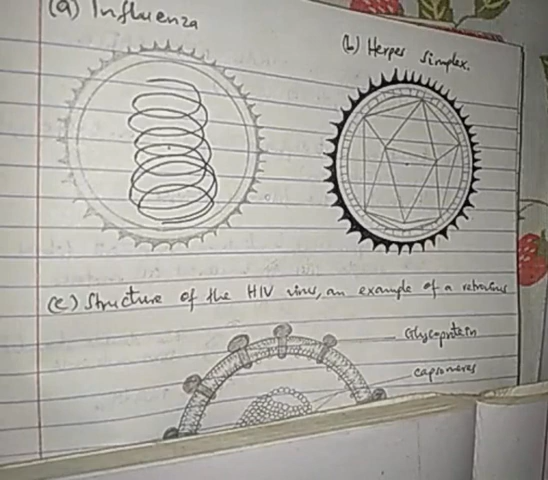 (a) Influenza
(b) Herpes simplex.
(c) Structure of the HIV virus, an example of a retrovirus
Glycoprotein
capsomeres